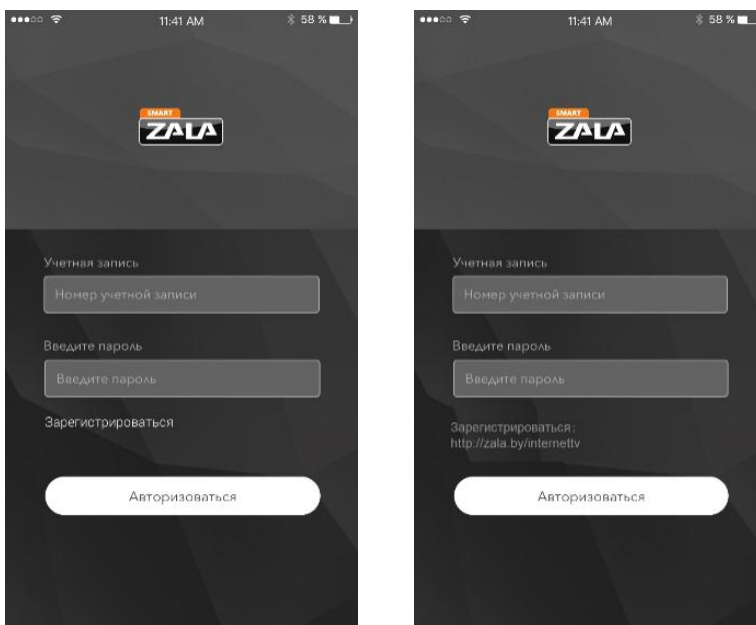 11:41 AM
58 %
SMART
ZALA
Учетная запись
Номер учетной записи
Введите пароль
Введите пароль
Зарегистрироваться
Авторизоваться
11:41 AM
58 %
SMART
ZALA
Учетная запись
Номер учетной записи
Введите пароль
Введите пароль
Зарегистрироваться:
http://zala.by/internettv
Авторизоваться